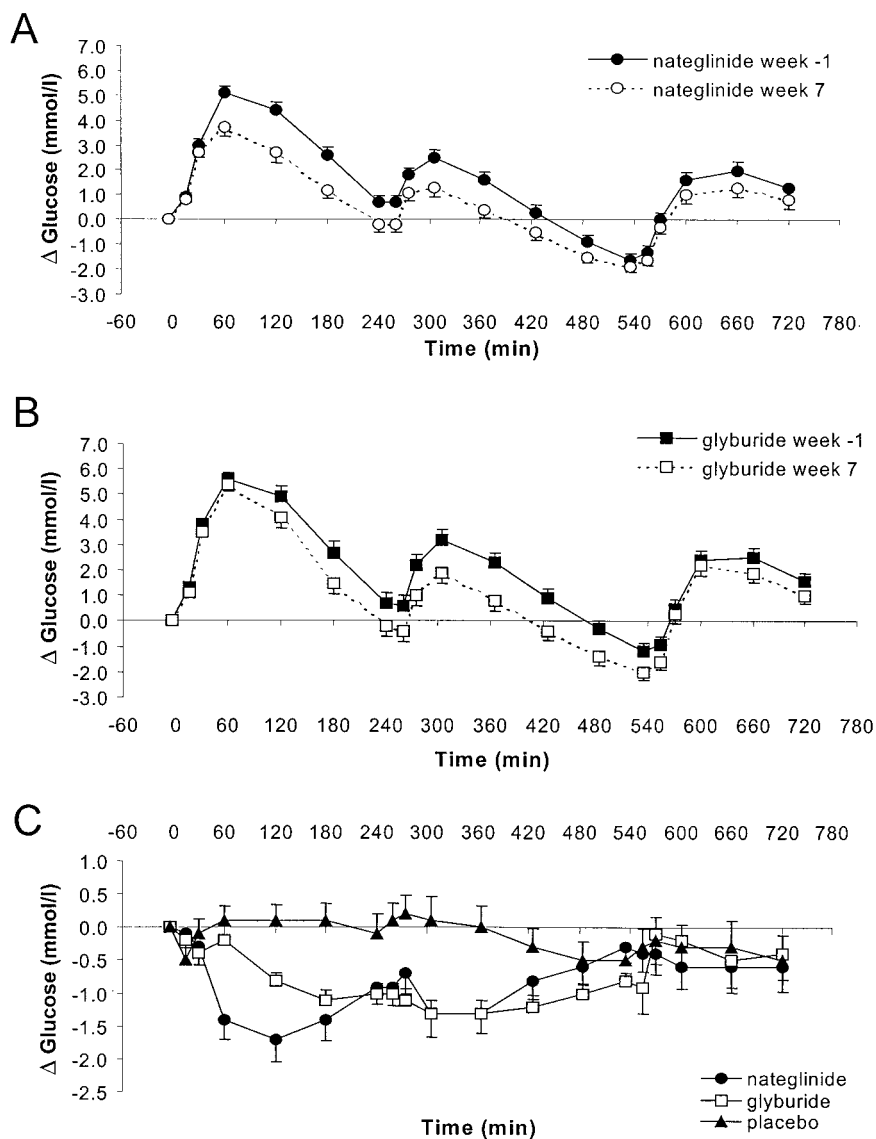 A
7.0
6.0
5.0
4.0
3.0
2.0
1.0
0.0
-1.0
-2.0
-3.0
Δ Glucose (mmol/l)
nateglinide week -1
nateglinide week 7
-60 0 60 120 180 240 300 360 420 480 540 600 660 720 780
Time (min)
B
7.0
6.0
5.0
4.0
3.0
2.0
1.0
0.0
-1.0
-2.0
-3.0
Δ Glucose (mmol/l)
glyburide week -1
glyburide week 7
-60 0 60 120 180 240 300 360 420 480 540 600 660 720 780
Time (min)
C
-60 0 60 120 180 240 300 360 420 480 540 600 660 720 780
1.0
0.5
0.0
-0.5
-1.0
-1.5
-2.0
-2.5
Δ Glucose (mmol/l)
Time (min)
nateglinide
glyburide
placebo